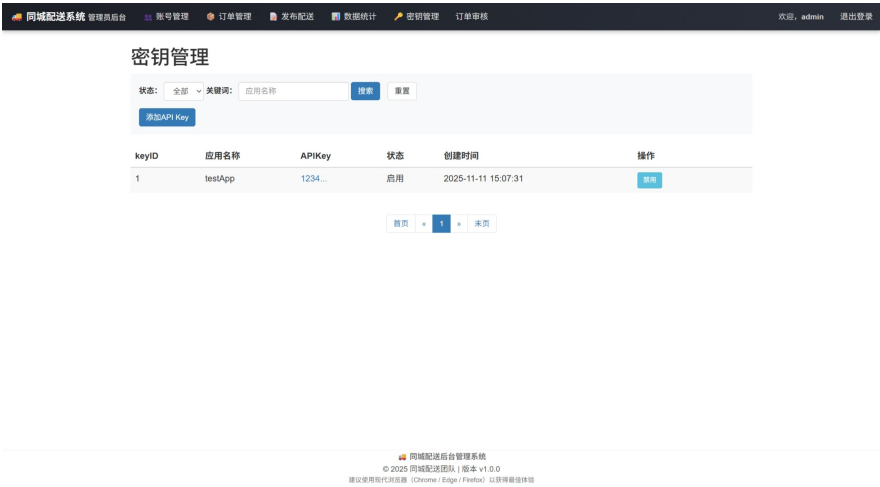 同城配送系统 管理员后台 账号管理 订单管理 发布配送 数据统计 密钥管理 订单审核 欢迎，admin 退出登录
密钥管理
状态： 全部 关键词： 应用名称 搜索 重置
添加API Key
keyID 应用名称 APIKey 状态 创建时间 操作
1 testApp 1234... 启用 2025-11-11 15:07:31 禁用
首页 « 1 » 末页
同城配送后台管理系统
© 2025 同城配送团队 | 版本 v1.0.0
建议使用现代浏览器（Chrome / Edge / Firefox）以获得最佳体验